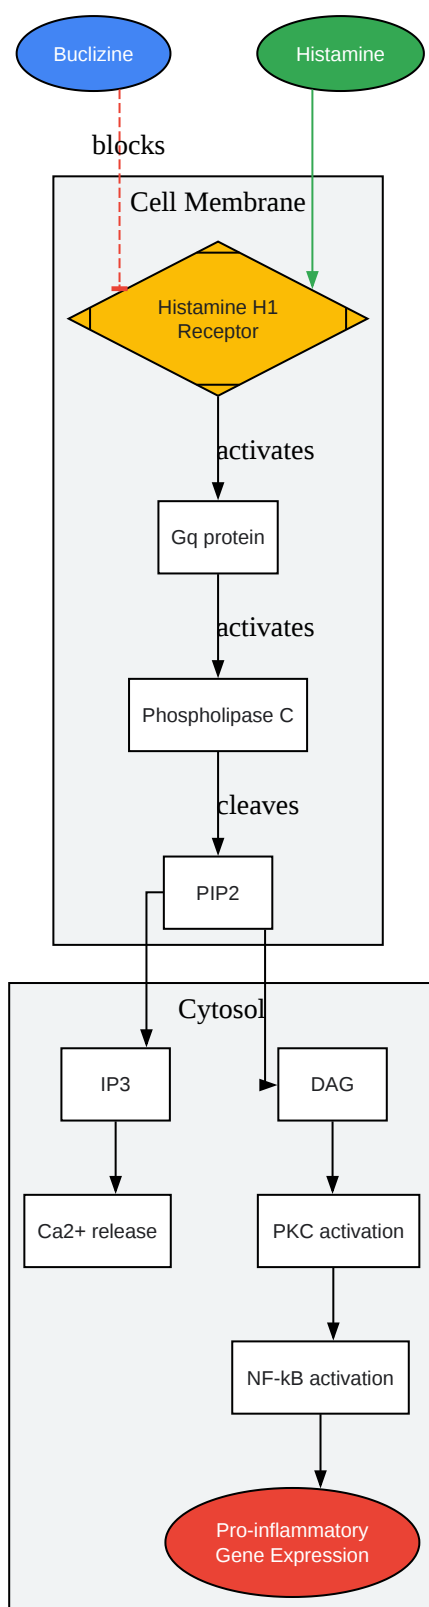 Buclizine
Histamine
blocks
Cell Membrane
Histamine H1
Receptor
activates
Gq protein
activates
Phospholipase C
cleaves
PIP2
Cytosol
IP3
DAG
Ca2+ release
PKC activation
NF-kB activation
Pro-inflammatory
Gene Expression